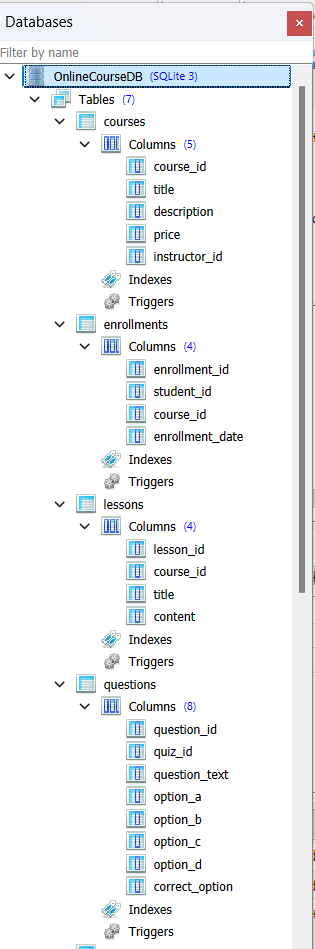 Databases
Filter by name
OnlineCourseDB (SQLite 3)
Tables (7)
courses
Columns (5)
course_id
title
description
price
instructor_id
Indexes
Triggers
enrollments
Columns (4)
enrollment_id
student_id
course_id
enrollment_date
Indexes
Triggers
lessons
Columns (4)
lesson_id
course_id
title
content
Indexes
Triggers
questions
Columns (8)
question_id
quiz_id
question_text
option_a
option_b
option_c
option_d
correct_option
Indexes
Triggers